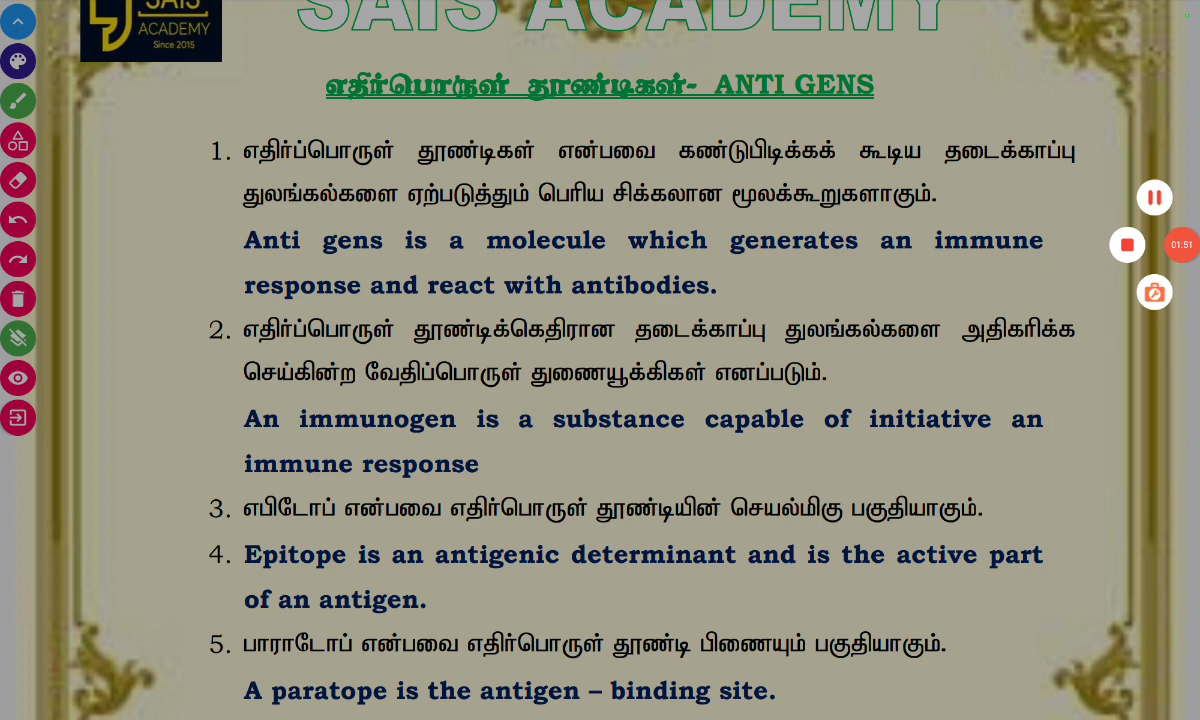 SAIS
ACADEMY
Since 2015
SAIS ACADEMY
எதிர்பொருள் தூண்டிகள்- ANTI GENS
1. எதிர்ப்பொருள் தூண்டிகள் என்பவை கண்டுபிடிக்கக் கூடிய தடைக்காப்பு
துலங்கல்களை ஏற்படுத்தும் பெரிய சிக்கலான மூலக்கூறுகளாகும்.
Anti gens is a molecule which generates an immune
response and react with antibodies.
2. எதிர்ப்பொருள் தூண்டிக்கெதிரான தடைக்காப்பு துலங்கல்களை அதிகரிக்க
செய்கின்ற வேதிப்பொருள் துணையூக்கிகள் எனப்படும்.
An immunogen is a substance capable of initiative an
immune response
3. எபிடோப் என்பவை எதிர்பொருள் தூண்டியின் செயல்மிகு பகுதியாகும்.
4. Epitope is an antigenic determinant and is the active part
of an antigen.
5. பாராடோப் என்பவை எதிர்பொருள் தூண்டி பிணையும் பகுதியாகும்.
A paratope is the antigen – binding site.
01:51